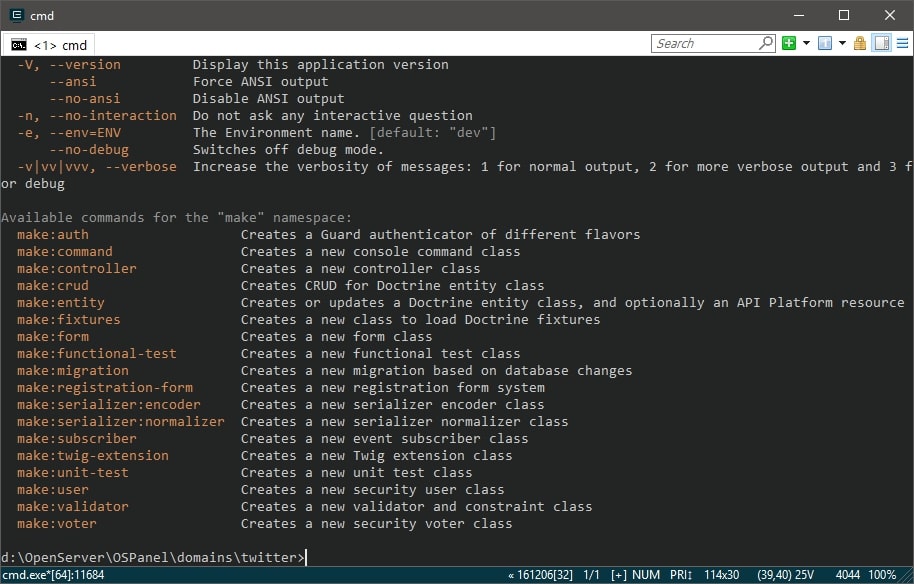 cmd
<1> cmd
Search
-V, --version Display this application version
--ansi Force ANSI output
--no-ansi Disable ANSI output
-n, --no-interaction Do not ask any interactive question
-e, --env=ENV The Environment name. [default: "dev"]
--no-debug Switches off debug mode.
-v|vv|vvv, --verbose Increase the verbosity of messages: 1 for normal output, 2 for more verbose output and 3 f
or debug
Available commands for the "make" namespace:
make:auth Creates a Guard authenticator of different flavors
make:command Creates a new console command class
make:controller Creates a new controller class
make:crud Creates CRUD for Doctrine entity class
make:entity Creates or updates a Doctrine entity class, and optionally an API Platform resource
make:fixtures Creates a new class to load Doctrine fixtures
make:form Creates a new form class
make:functional-test Creates a new functional test class
make:migration Creates a new migration based on database changes
make:registration-form Creates a new registration form system
make:serializer:encoder Creates a new serializer encoder class
make:serializer:normalizer Creates a new serializer normalizer class
make:subscriber Creates a new event subscriber class
make:twig-extension Creates a new Twig extension class
make:unit-test Creates a new unit test class
make:user Creates a new security user class
make:validator Creates a new validator and constraint class
make:voter Creates a new security voter class
d:\OpenServer\OSPanel\domains\twitter>
cmd.exe*[64]:11684 « 161206[32] 1/1 [+] NUM PRI↕ 114x30 (39,40) 25V 4044 100%